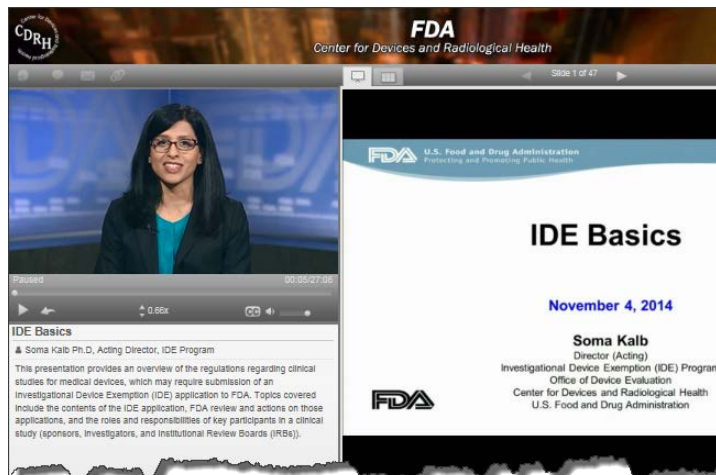 CDRH
FDA
Center for Devices and Radiological Health
Slide 1 of 47
Paused
00:05/27:06
0.66x
CC
IDE Basics
Soma Kalb Ph.D, Acting Director, IDE Program
This presentation provides an overview of the regulations regarding clinical
studies for medical devices, which may require submission of an
Investigational Device Exemption (IDE) application to FDA. Topics covered
include the contents of the IDE application, FDA review and actions on those
applications, and the roles and responsibilities of key participants in a clinical
study (sponsors, Investigators, and Institutional Review Boards (IRBs)).
FDA U.S. Food and Drug Administration
Protecting and Promoting Public Health
IDE Basics
November 4, 2014
Soma Kalb
Director (Acting)
Investigational Device Exemption (IDE) Program
Office of Device Evaluation
Center for Devices and Radiological Health
U.S. Food and Drug Administration
FDA